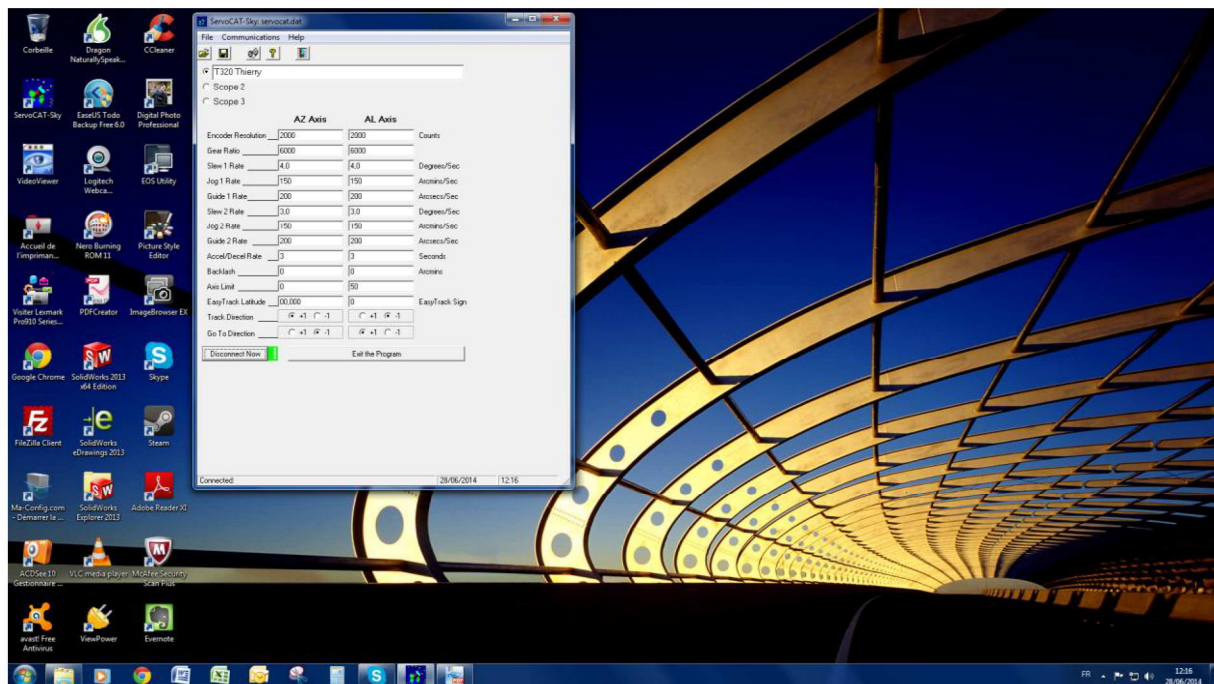 Corbeille
Dragon
NaturallySpeak...
CCleaner
ServoCAT-Sky
EaseUS Todo
Backup Free 6.0
Digital Photo
Professional
VideoViewer
Logitech
Webca...
EOS Utility
Accueil de
l'impriman...
Nero Burning
ROM 11
Picture Style
Editor
Visiter Lexmark
Pro910 Series...
PDFCreator
ImageBrowser EX
Google Chrome
SolidWorks 2013
x64 Edition
Skype
FileZilla Client
SolidWorks
eDrawings 2013
Steam
Ma-Config.com
- Démarrer la ...
SolidWorks
Explorer 2013
Adobe Reader XI
ACDSee 10
Gestionnaire ...
VLC media player
McAfee Security
Scan Plus
avast! Free
Antivirus
ViewPower
Evernote
ServoCAT-Sky: servocat.dat
File Communications Help
T320 Thierry
Scope 2
Scope 3
AZ Axis AL Axis
Encoder Resolution 2000 2000 Counts
Gear Ratio 6000 6000
Slew 1 Rate 4,0 4,0 Degrees/Sec
Jog 1 Rate 150 150 Arcmins/Sec
Guide 1 Rate 200 200 Arcsecs/Sec
Slew 2 Rate 3,0 3,0 Degrees/Sec
Jog 2 Rate 150 150 Arcmins/Sec
Guide 2 Rate 200 200 Arcsecs/Sec
Accel/Decel Rate 3 3 Seconds
Backlash 0 0 Arcmins
Axis Limit 0 50
EasyTrack Latitude 00,000 0 EasyTrack Sign
Track Direction +1 -1 +1 -1
Go To Direction +1 -1 +1 -1
Disconnect Now Exit the Program
Connected 28/06/2014 12:16
FR 12:16
28/06/2014